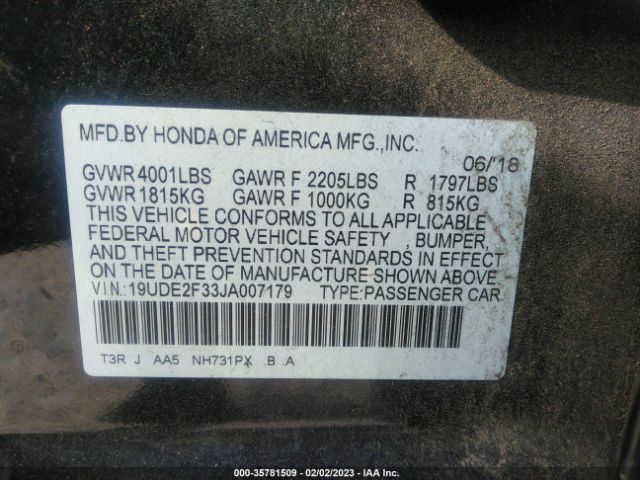 MFD.BY HONDA OF AMERICA MFG.,INC.
06/'18
GVWR 4001LBS GAWR F 2205LBS R 1797LBS
GVWR 1815KG GAWR F 1000KG R 815KG
THIS VEHICLE CONFORMS TO ALL APPLICABLE
FEDERAL MOTOR VEHICLE SAFETY , BUMPER,
AND THEFT PREVENTION STANDARDS IN EFFECT
ON THE DATE OF MANUFACTURE SHOWN ABOVE.
VIN:19UDE2F33JA007179 TYPE:PASSENGER CAR
T3R J AA5 NH731PX .B .A
000-35781509 - 02/02/2023 - IAA Inc.